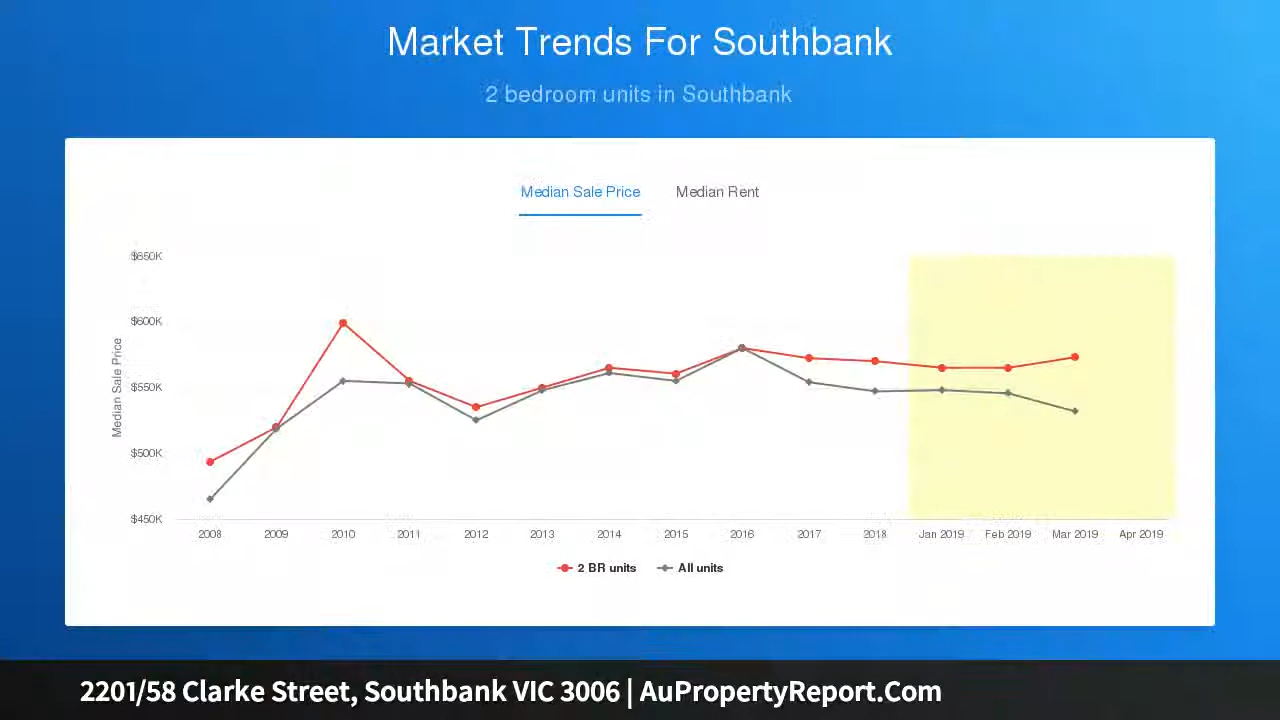 Market Trends For Southbank
2 bedroom units in Southbank
Median Sale Price Median Rent
$650K
$600K
$550K
$500K
$450K
Median Sale Price
2008 2009 2010 2011 2012 2013 2014 2015 2016 2017 2018 Jan 2019 Feb 2019 Mar 2019 Apr 2019
2 BR units All units
2201/58 Clarke Street, Southbank VIC 3006 | AuPropertyReport.Com